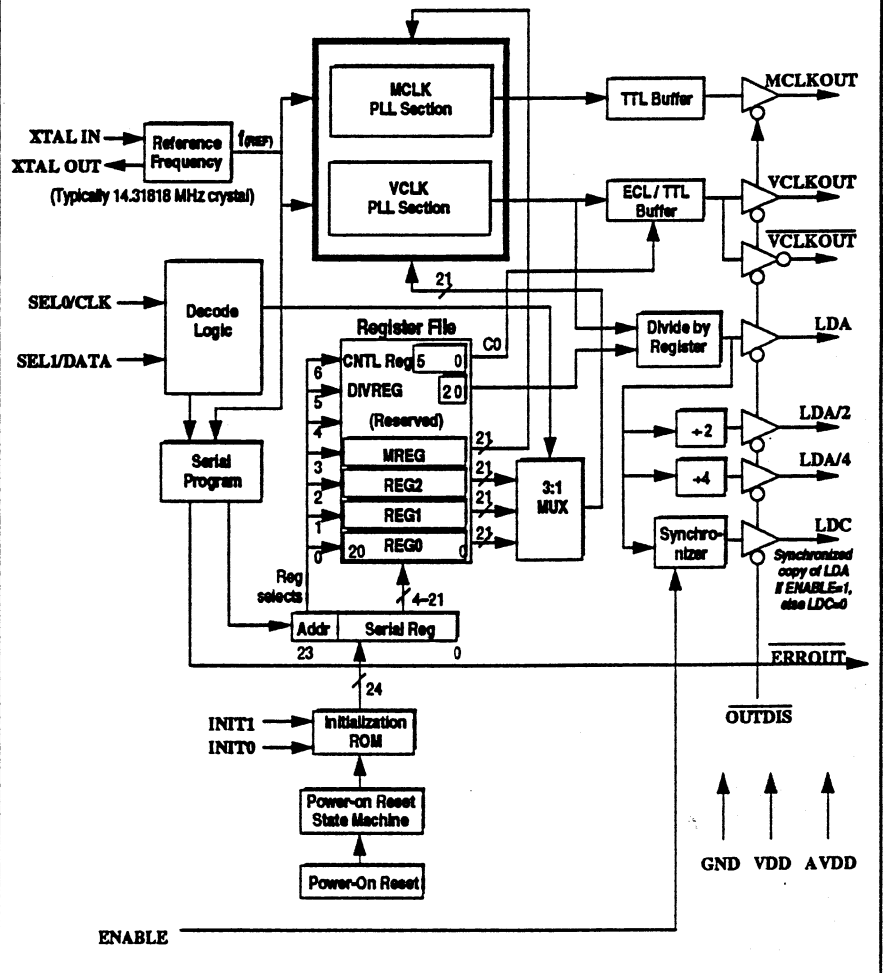 MCLK
PLL Section
TTL Buffer
MCLKOUT
XTAL IN
XTAL OUT
Reference
Frequency
f(REF)
(Typically 14.31818 MHz crystal)
VCLK
PLL Section
ECL / TTL
Buffer
VCLKOUT
VCLKOUT
21
SEL0/CLK
SEL1/DATA
Decode
Logic
Register File
C0
CNTL Reg 5 0
6
DIVREG 2 0
5
(Reserved)
4
MREG
21
3
REG2
21
2
REG1
21
1
20 REG0 0
21
0
3:1
MUX
Divide by
Register
LDA
÷2
LDA/2
÷4
LDA/4
Synchro-
nizer
LDC
Synchronized
copy of LDA
if ENABLE=1,
else LDC=0
Serial
Program
Reg
selects
4–21
Addr Serial Reg
23 0
ERROUT
24
OUTDIS
INIT1
INIT0
Initialization
ROM
Power-on Reset
State Machine
Power-On Reset
GND VDD AVDD
ENABLE